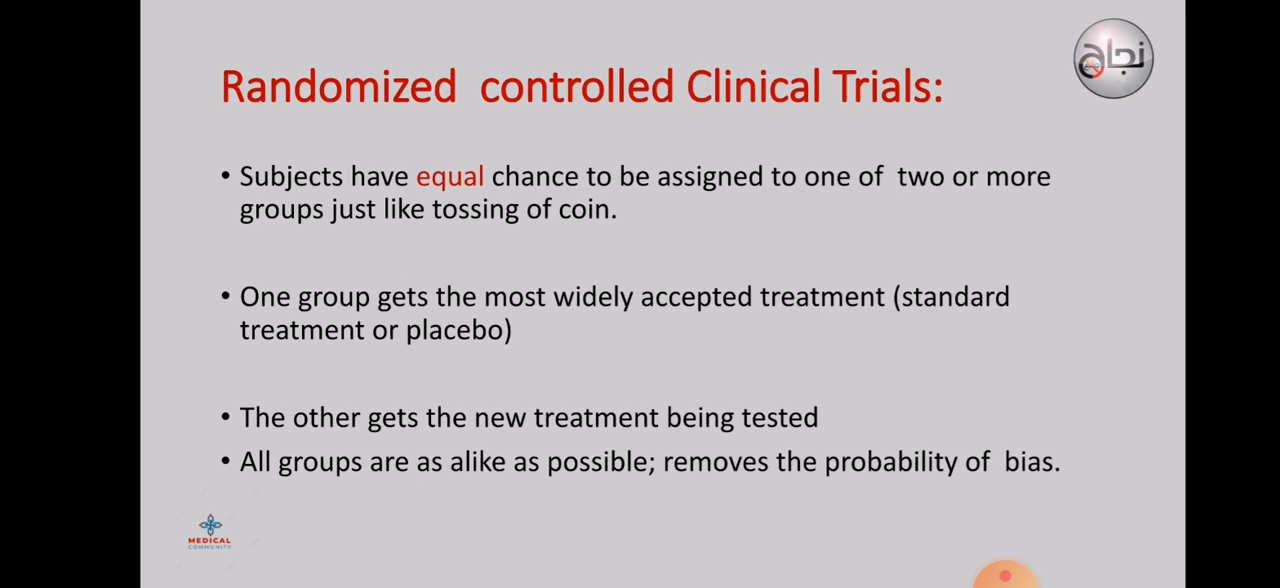 نجاح
Randomized controlled Clinical Trials:
• Subjects have equal chance to be assigned to one of two or more
groups just like tossing of coin.
• One group gets the most widely accepted treatment (standard
treatment or placebo)
• The other gets the new treatment being tested
• All groups are as alike as possible; removes the probability of bias.
MEDICAL
COMMUNITY